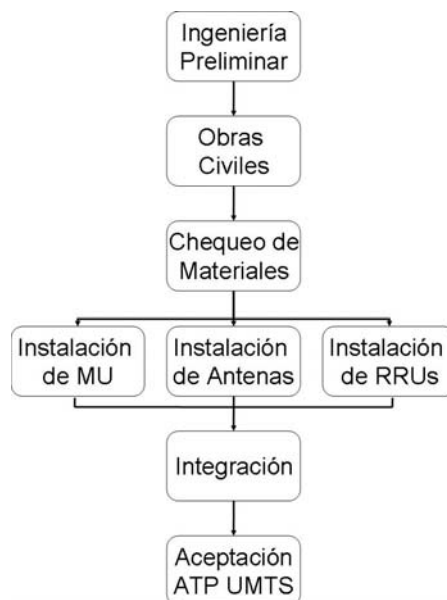 Ingeniería
Preliminar
Obras
Civiles
Chequeo de
Materiales
Instalación
de MU
Instalación
de Antenas
Instalación
de RRUs
Integración
Aceptación
ATP UMTS